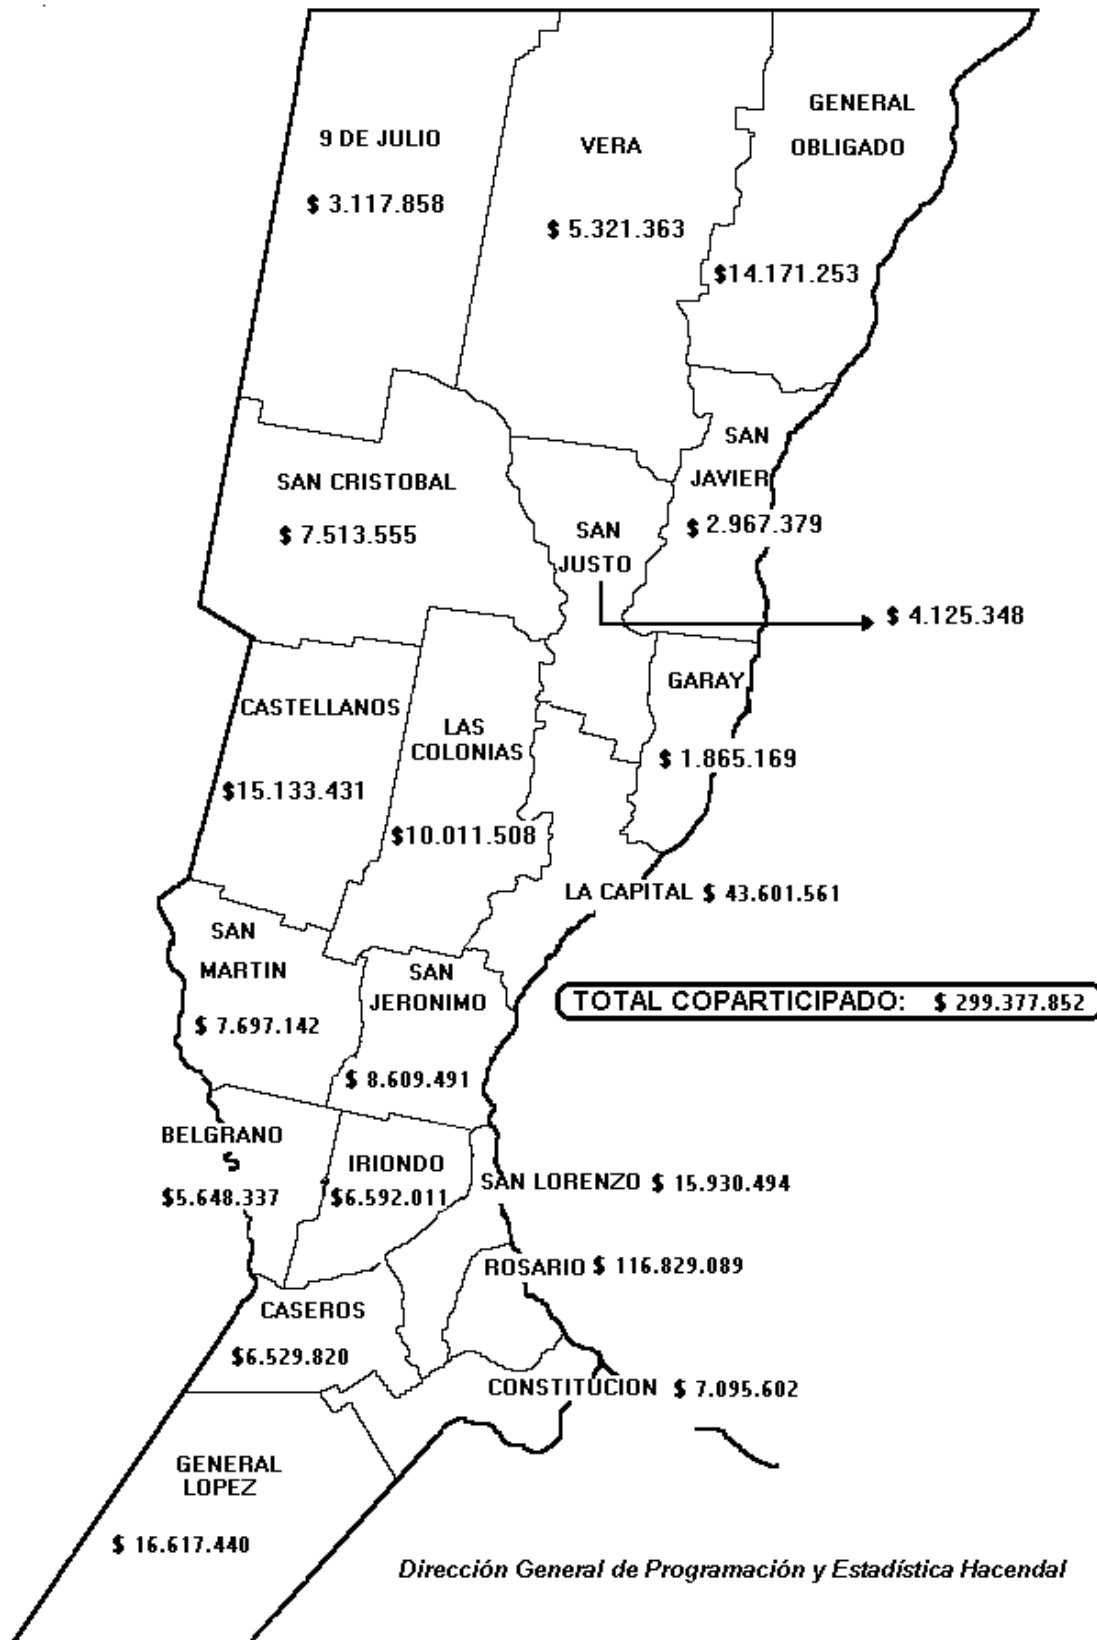 9 DE JULIO
$ 3.117.858
VERA
$ 5.321.363
GENERAL
OBLIGADO
$14.171.253
SAN CRISTOBAL
$ 7.513.555
SAN
JUSTO
$ 4.125.348
SAN
JAVIER
$ 2.967.379
CASTELLANOS
$15.133.431
LAS
COLONIAS
$10.011.508
GARAY
$ 1.865.169
LA CAPITAL $ 43.601.561
SAN
MARTIN
$ 7.697.142
SAN
JERONIMO
$ 8.609.491
TOTAL COPARTICIPADO: $ 299.377.852
BELGRANO
$
$5.648.337
IRIONDO
$6.592.011
SAN LORENZO $ 15.930.494
ROSARIO $ 116.829.089
CASEROS
$6.529.820
CONSTITUCION $ 7.095.602
GENERAL
LOPEZ
$ 16.617.440
Dirección General de Programación y Estadística Hacendal